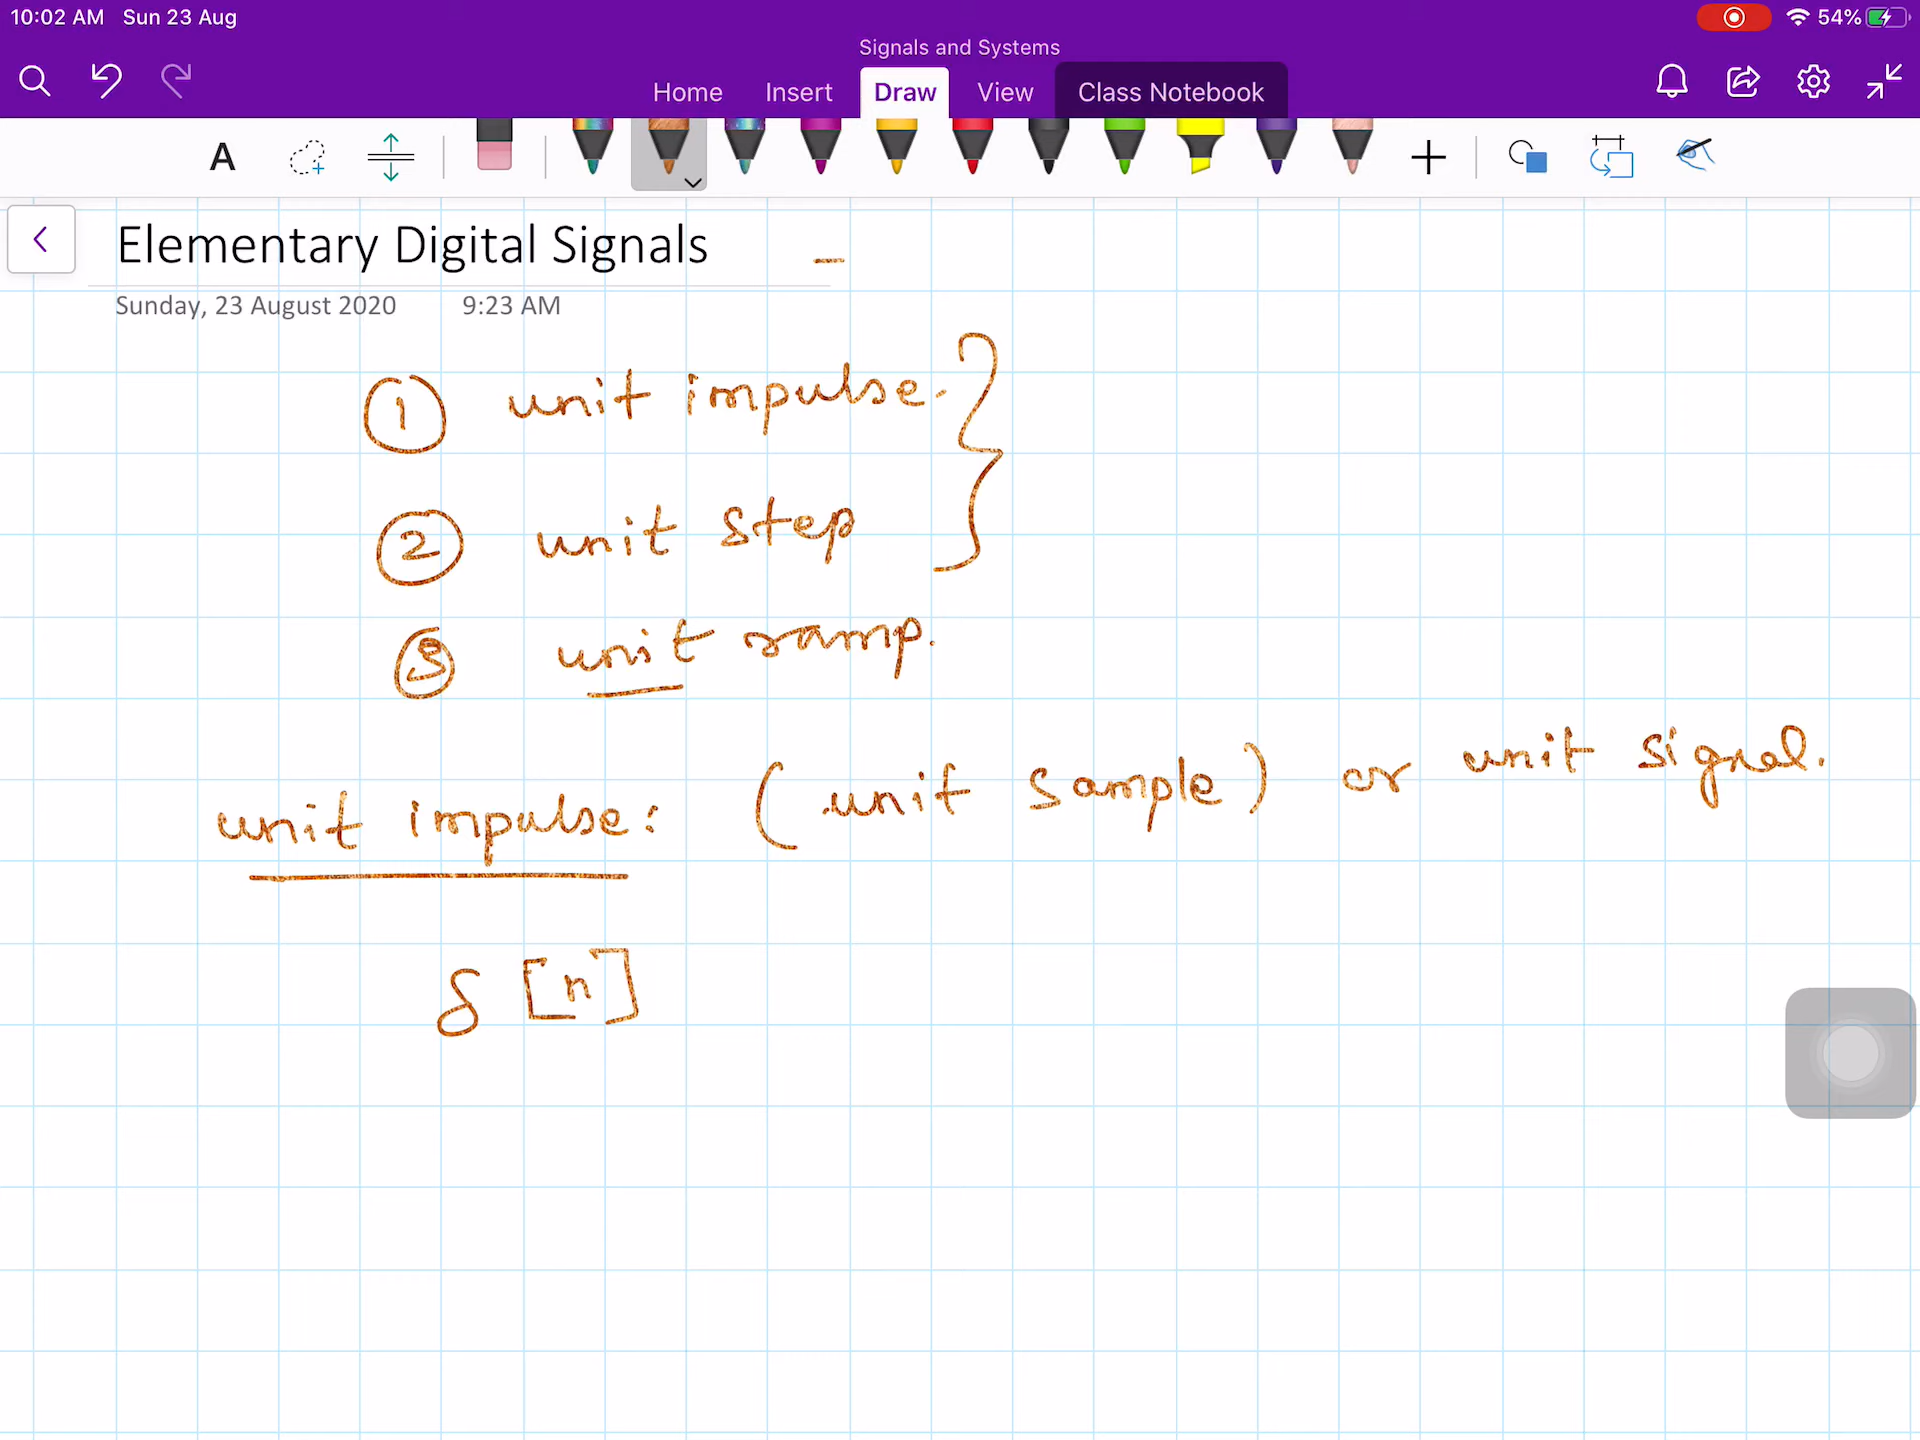 10:02 AM Sun 23 Aug 54%
Signals and Systems
Home Insert Draw View Class Notebook
A
Elementary Digital Signals
Sunday, 23 August 2020 9:23 AM
① unit impulse.
② unit step
③ unit ramp.
unit impulse: (unit sample) or unit signal.
δ [n]